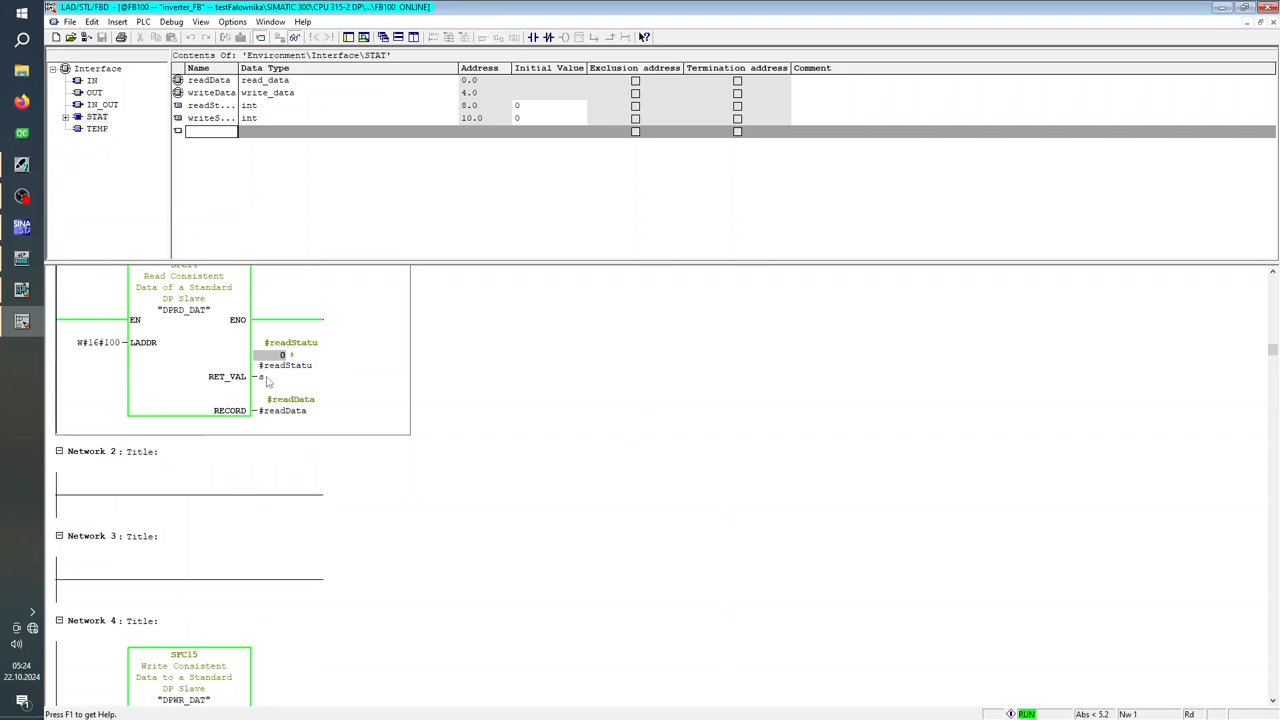 LAD/STL/FBD - [@FB100 -- "inverter_FB" -- testFalownika\SIMATIC 300\CPU 315-2 DP\...\FB100 ONLINE]
File Edit Insert PLC Debug View Options Window Help
Contents Of: 'Environment\Interface\STAT'
Interface
IN
OUT
IN_OUT
STAT
TEMP
Name Data Type Address Initial Value Exclusion address Termination address Comment
readData read_data 0.0
writeData write_data 4.0
readSt... int 8.0 0
writeS... int 10.0 0
QC
SINA
STA
Read Consistent
Data of a Standard
DP Slave
"DPRD_DAT"
EN ENO
W#16#100 LADDR
#readStatu
0 s
#readStatu
RET_VAL s
#readData
RECORD #readData
Network 2 : Title:
Network 3 : Title:
Network 4 : Title:
SFC15
Write Consistent
Data to a Standard
DP Slave
"DPWR_DAT"
05:24
22.10.2024
Press F1 to get Help.
RUN Abs < 5.2 Nw 1 Rd